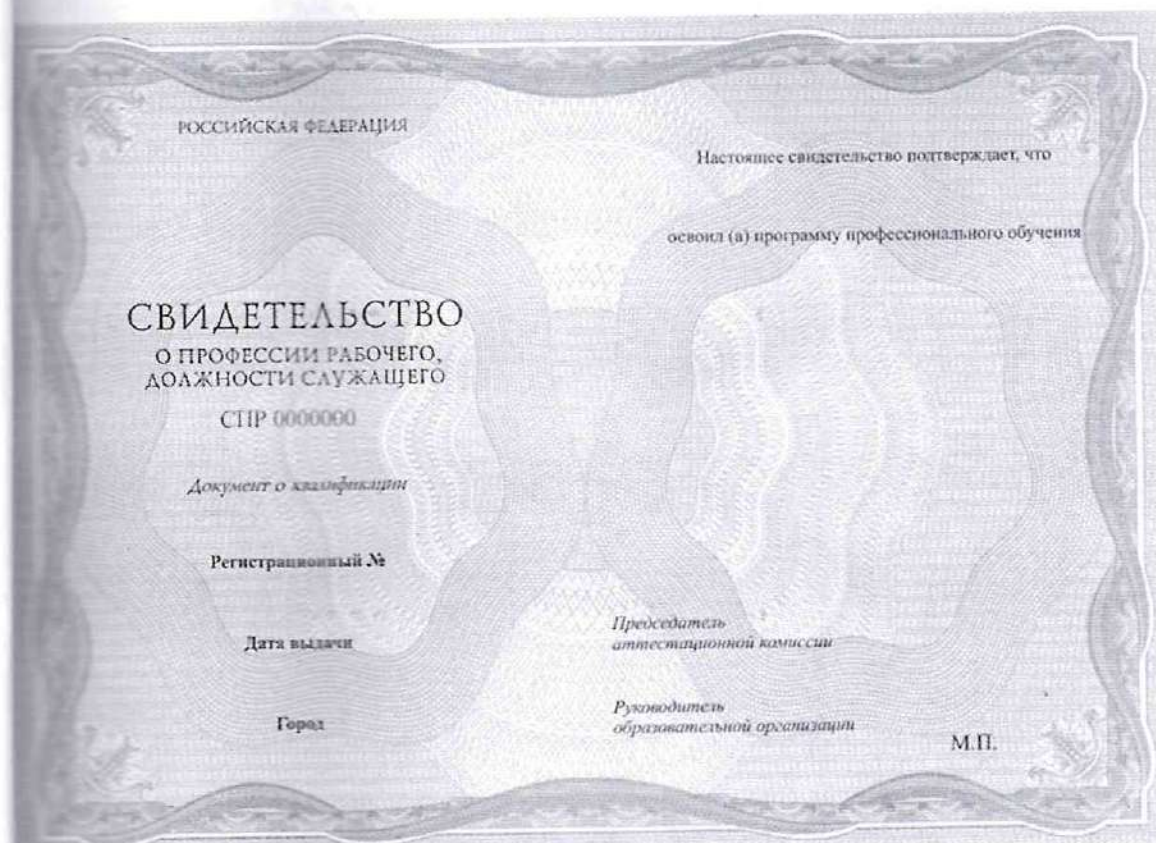 РОССИЙСКАЯ ФЕДЕРАЦИЯ
СВИДЕТЕЛЬСТВО
О ПРОФЕССИИ РАБОЧЕГО,
ДОЛЖНОСТИ СЛУЖАЩЕГО
СПР 0000000
Документ о квалификации
Регистрационный №
Дата выдачи
Город
Настоящее свидетельство подтверждает, что
освоил (а) программу профессионального обучения
Председатель
аттестационной комиссии
Руководитель
образовательной организации
М.П.